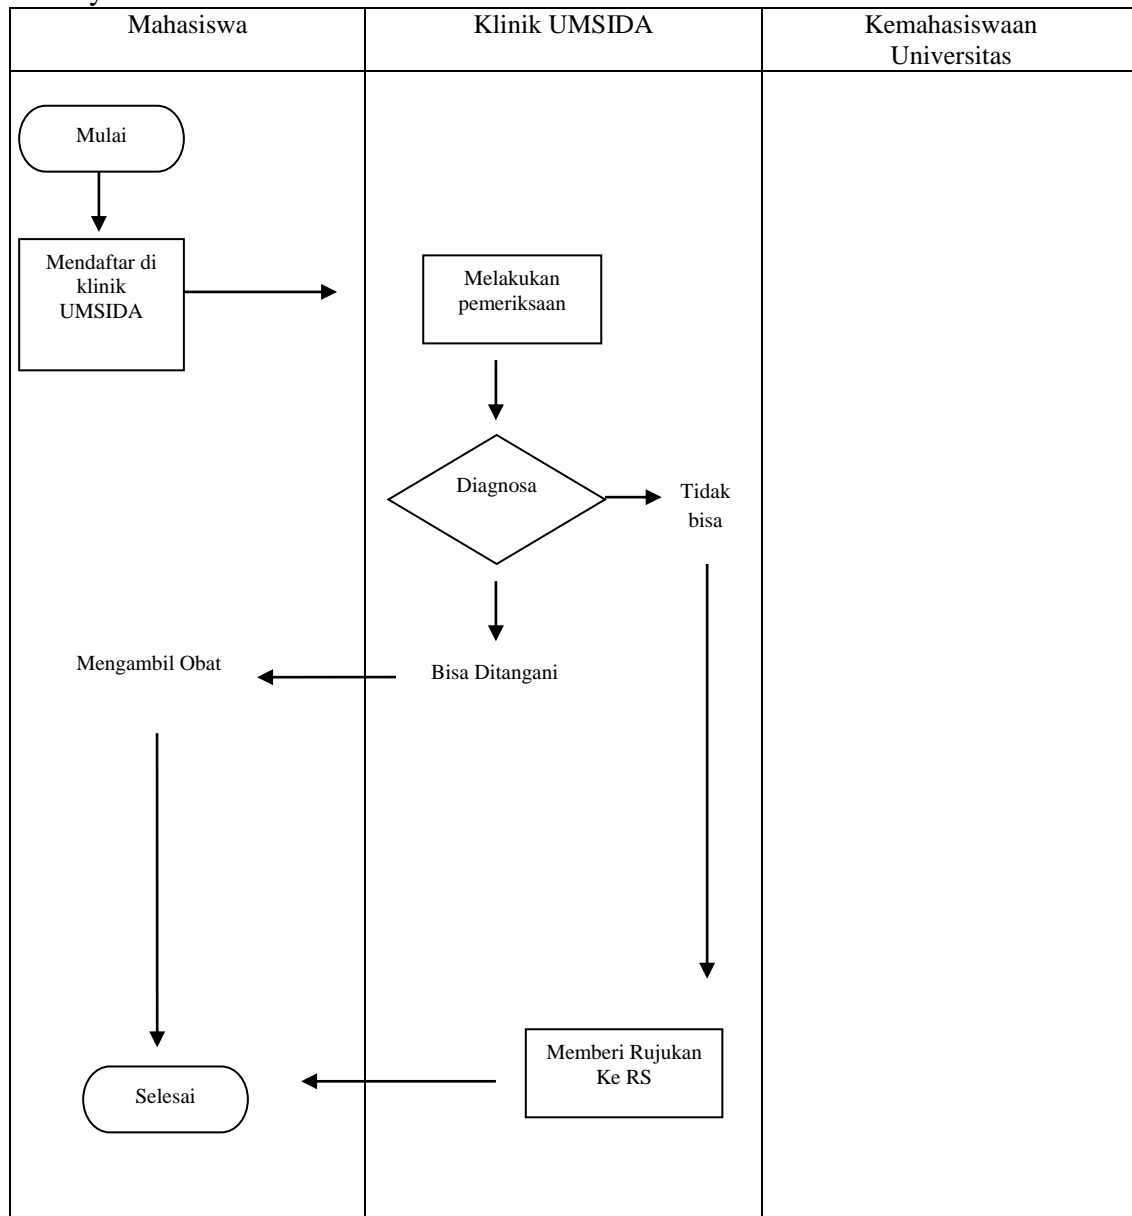 Mahasiswa
Klinik UMSIDA
Kemahasiswaan
Universitas
Mulai
Mendaftar di
klinik
UMSIDA
Melakukan
pemeriksaan
Diagnosa
Tidak
bisa
Mengambil Obat
Bisa Ditangani
Memberi Rujukan
Ke RS
Selesai